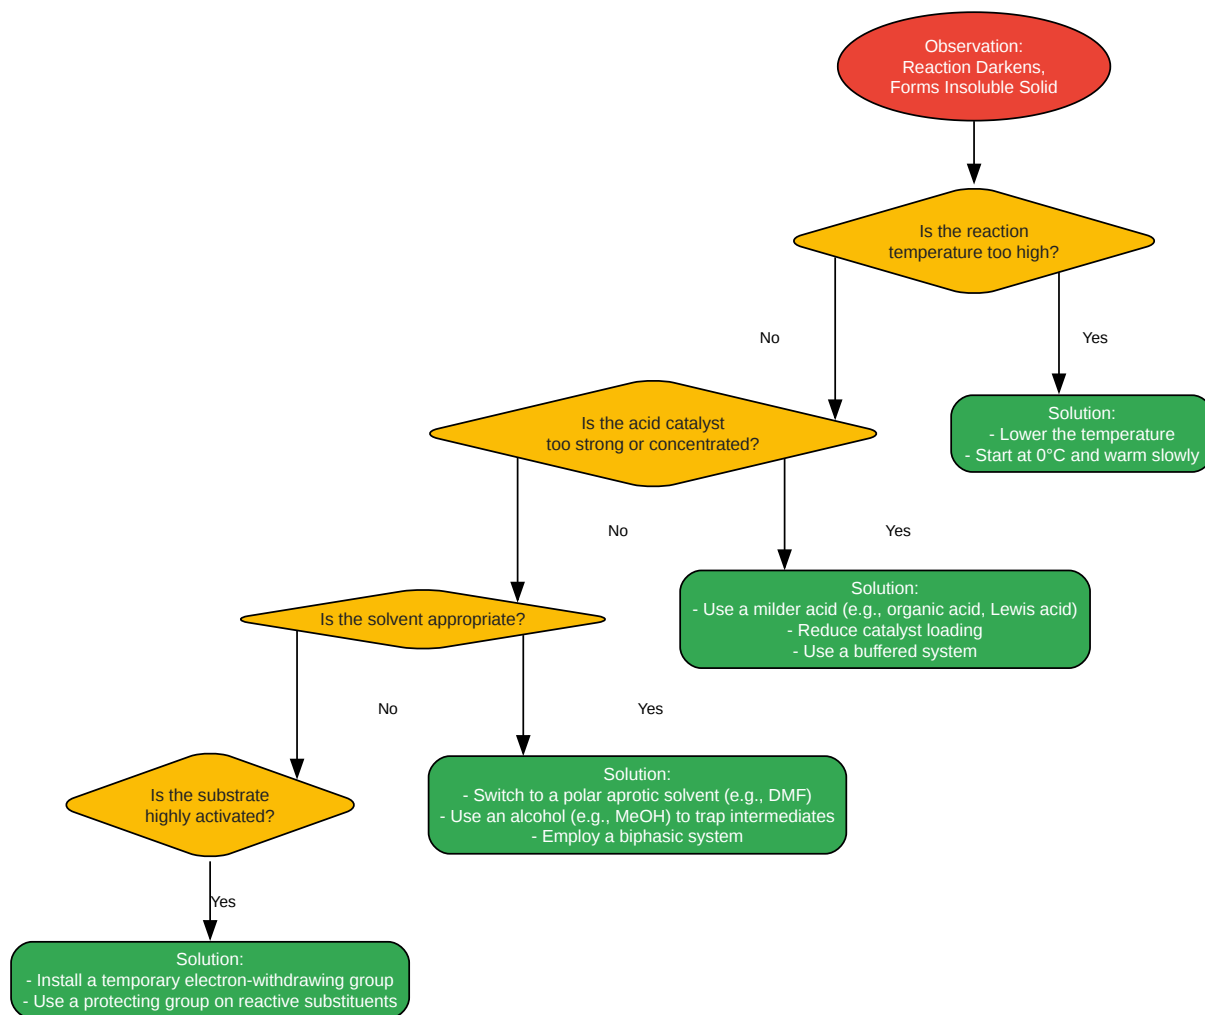 Observation:
Reaction Darkens,
Forms Insoluble Solid
Is the reaction
temperature too high?
No
Yes
Is the acid catalyst
too strong or concentrated?
Solution:
- Lower the temperature
- Start at 0°C and warm slowly
No
Yes
Is the solvent appropriate?
Solution:
- Use a milder acid (e.g., organic acid, Lewis acid)
- Reduce catalyst loading
- Use a buffered system
No
Yes
Is the substrate
highly activated?
Solution:
- Switch to a polar aprotic solvent (e.g., DMF)
- Use an alcohol (e.g., MeOH) to trap intermediates
- Employ a biphasic system
Yes
Solution:
- Install a temporary electron-withdrawing group
- Use a protecting group on reactive substituents